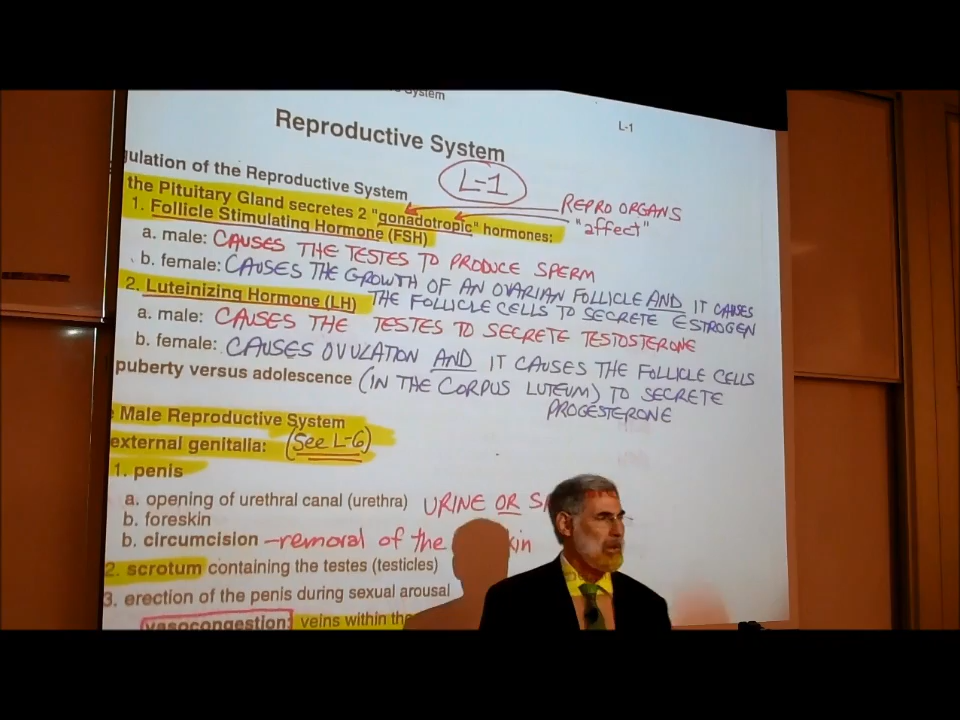 System
L-1
Reproductive System
gulation of the Reproductive System
L-1
the Pituitary Gland secretes 2 "gonadotropic" hormones:
REPRO ORGANS
"affect"
1. Follicle Stimulating Hormone (FSH)
a. male: CAUSES THE TESTES TO PRODUCE SPERM
b. female: CAUSES THE GROWTH OF AN OVARIAN FOLLICLE AND IT CAUSES
THE FOLLICLE CELLS TO SECRETE ESTROGEN
2. Luteinizing Hormone (LH)
a. male: CAUSES THE TESTES TO SECRETE TESTOSTERONE
b. female: CAUSES OVULATION AND IT CAUSES THE FOLLICLE CELLS
(IN THE CORPUS LUTEUM) TO SECRETE
PROGESTERONE
puberty versus adolescence
Male Reproductive System
external genitalia: (See L-6)
1. penis
a. opening of urethral canal (urethra) URINE OR
b. foreskin
b. circumcision - removal of the
2. scrotum containing the testes (testicles)
3. erection of the penis during sexual arousal
vasocongestion: veins within the